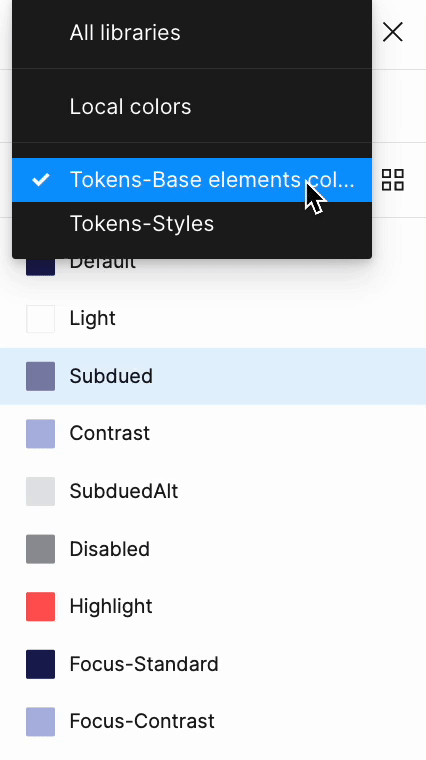 All libraries
Local colors
Tokens-Base elements col...
Tokens-Styles
Default
Light
Subdued
Contrast
SubduedAlt
Disabled
Highlight
Focus-Standard
Focus-Contrast